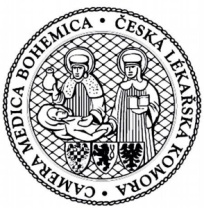 CAMERA MEDICA BOHEMICA • ČESKÁ LÉKAŘSKÁ KOMORA •